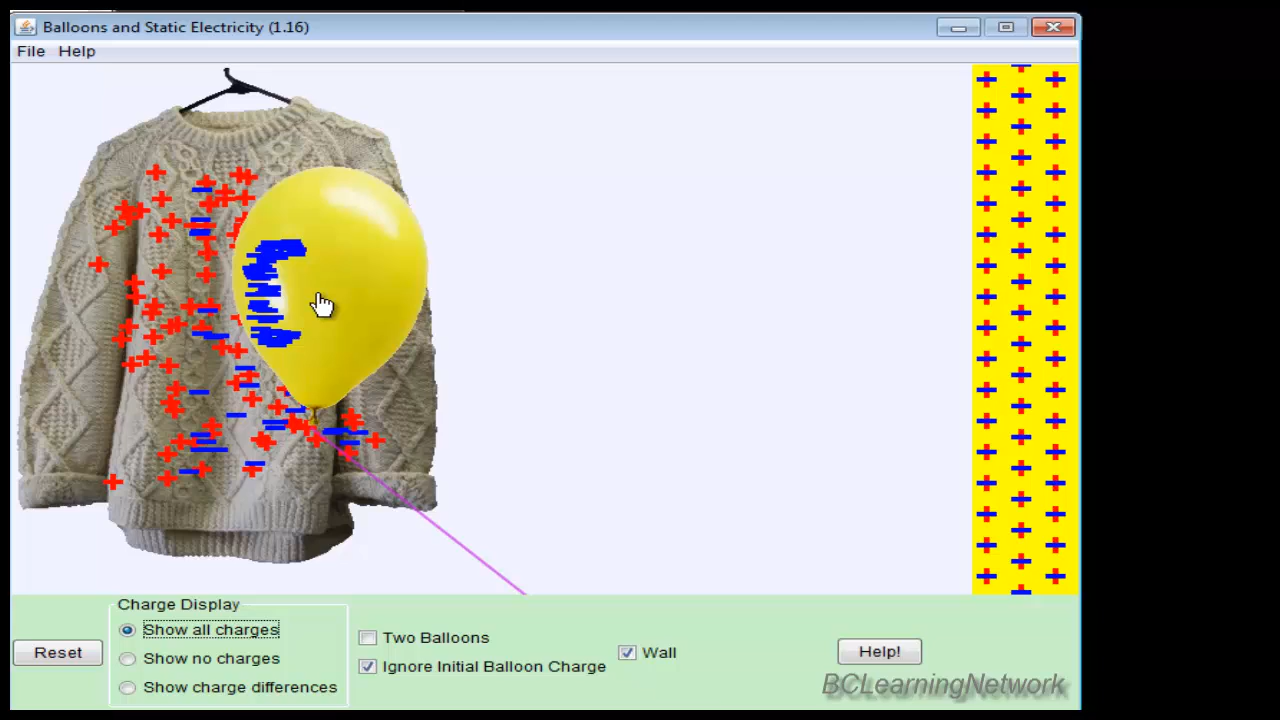 Balloons and Static Electricity (1.16)
File Help
Charge Display
Show all charges
Show no charges
Show charge differences
Reset
Two Balloons
Ignore Initial Balloon Charge
Wall
Help!
BCLearningNetwork